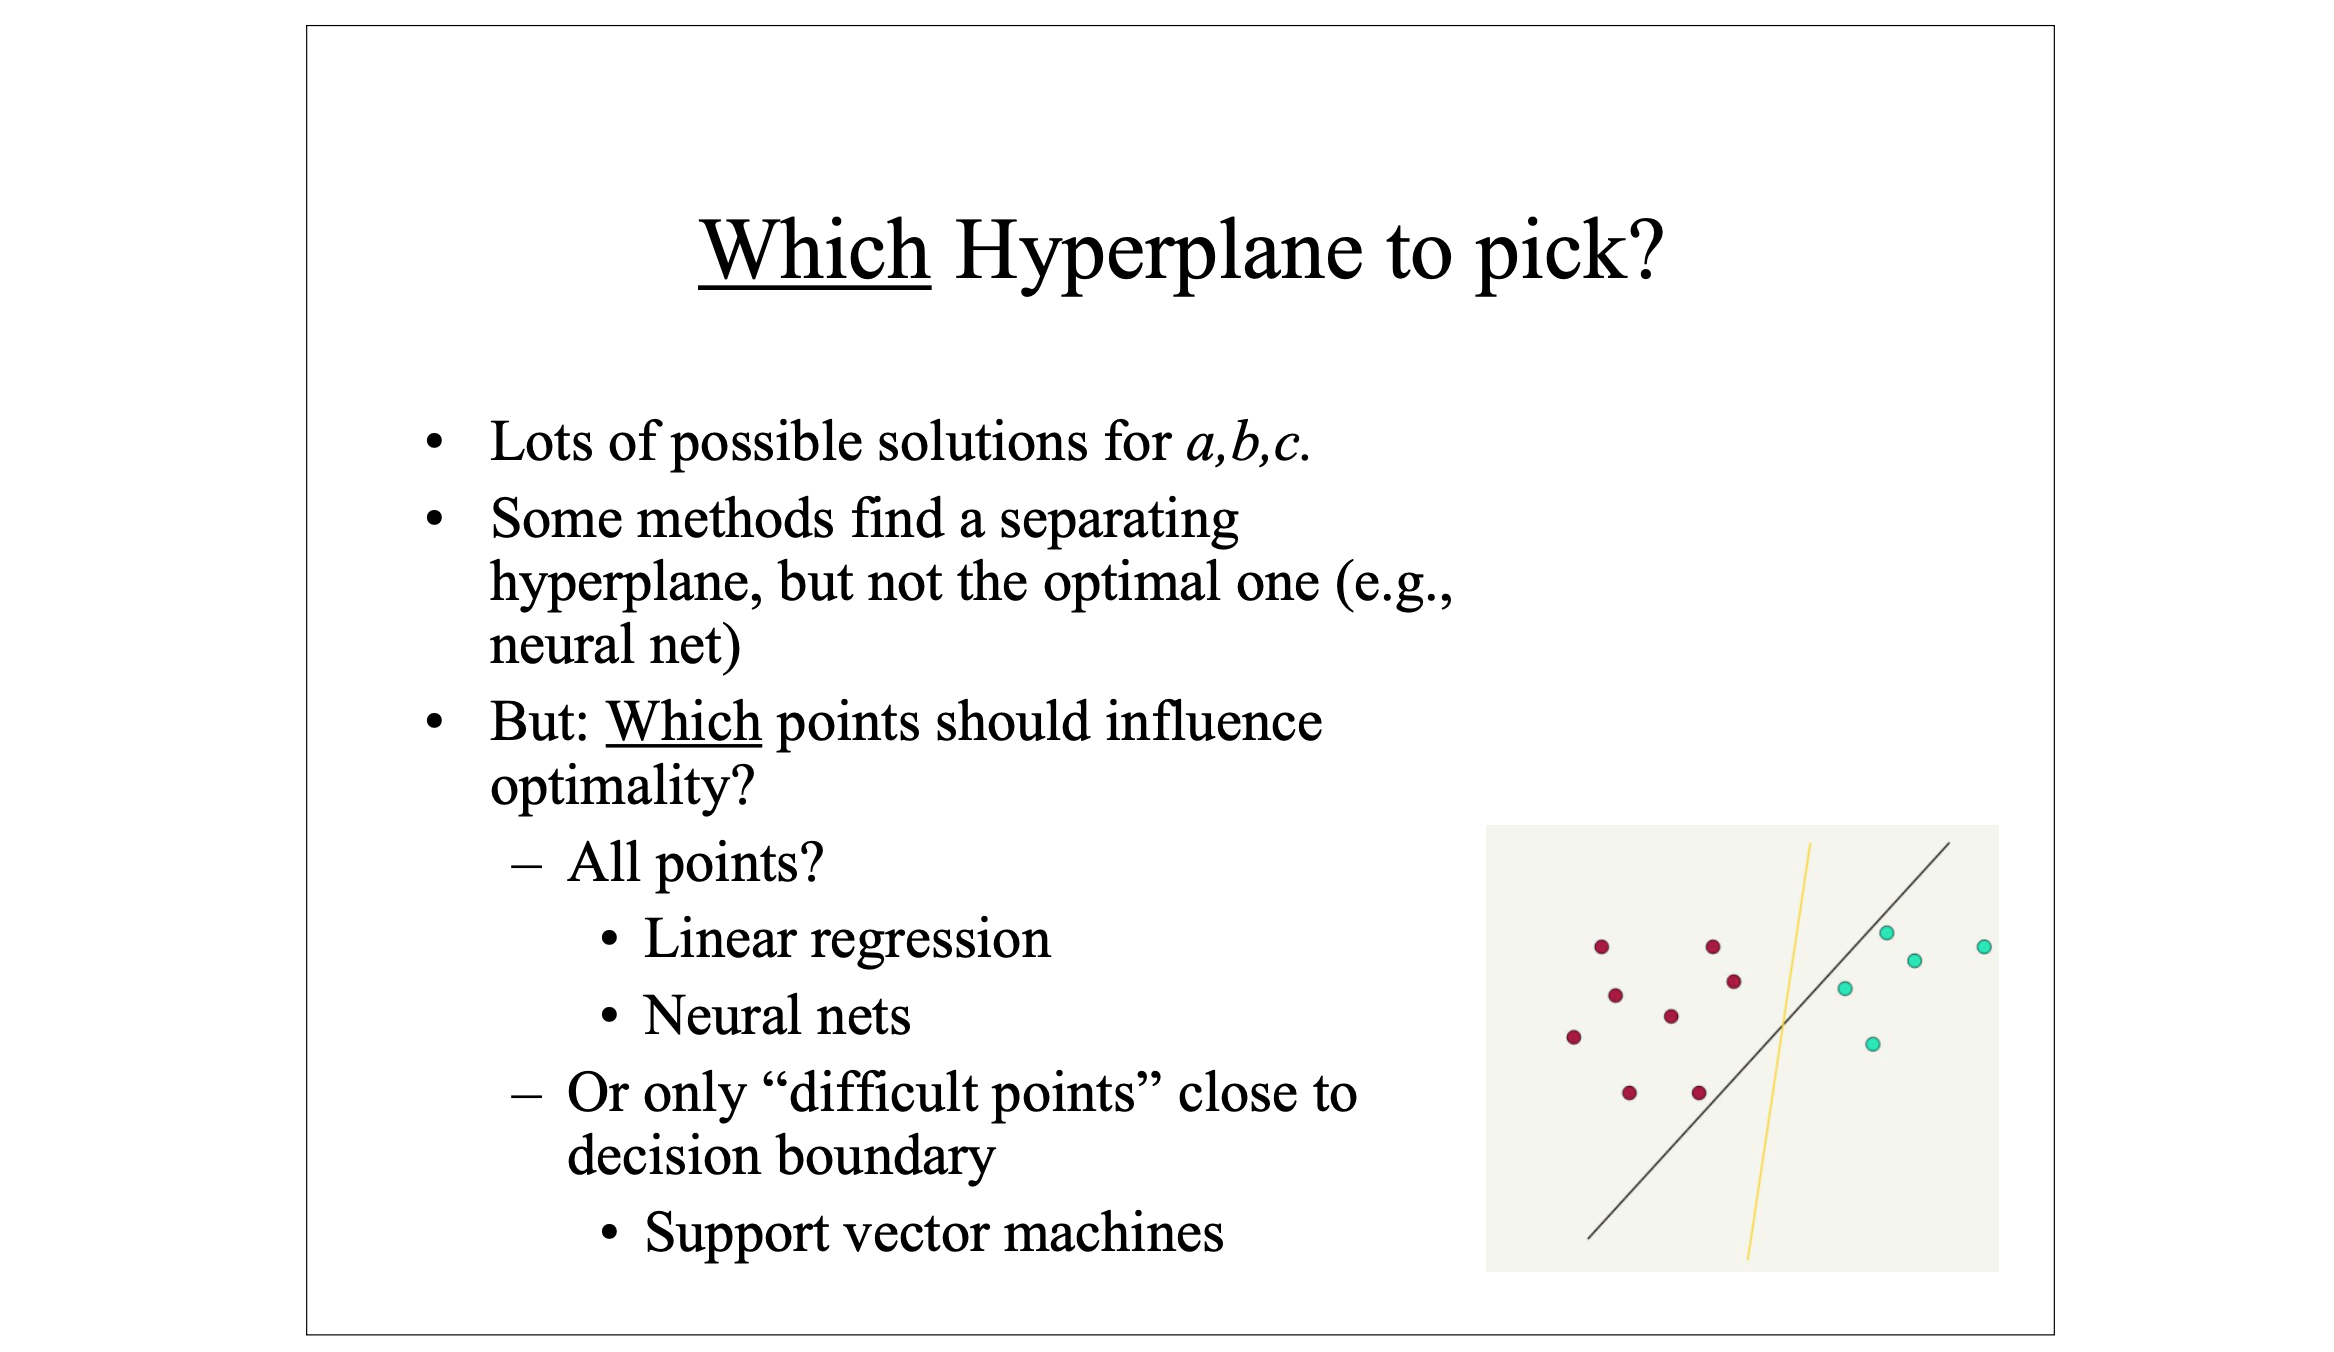 Which Hyperplane to pick?
• Lots of possible solutions for a,b,c.
• Some methods find a separating
hyperplane, but not the optimal one (e.g.,
neural net)
• But: Which points should influence
optimality?
– All points?
• Linear regression
• Neural nets
– Or only “difficult points” close to
decision boundary
• Support vector machines